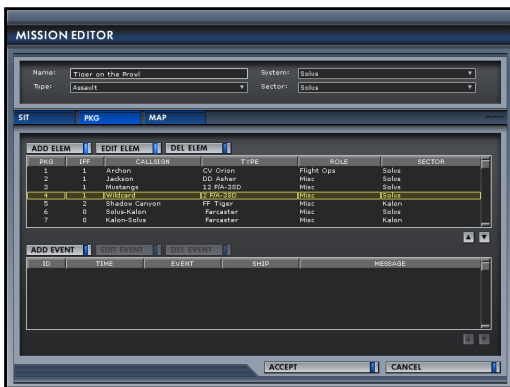 MISSION EDITOR
Name: Tiger on the Prowl System: Solus
Type: Assault Sector: Solus
SIT PKG MAP
ADD ELEM EDIT ELEM DEL ELEM
PKG IFF CALLSIGN TYPE ROLE SECTOR
1 1 Archon CV Orion Flight Ops Solus
2 1 Jackson DD Asher Misc Solus
3 1 Mustangs 12 F/A-38D Misc Solus
4 1 Wildcard 2 F/A-38D Misc Solus
5 2 Shadow Canyon FF Tiger Misc Kalon
6 0 Solus-Kalon Farcaster Misc Solus
7 0 Kalon-Solus Farcaster Misc Kalon
ADD EVENT EDIT EVENT DEL EVENT
ID TIME EVENT SHIP MESSAGE
ACCEPT CANCEL